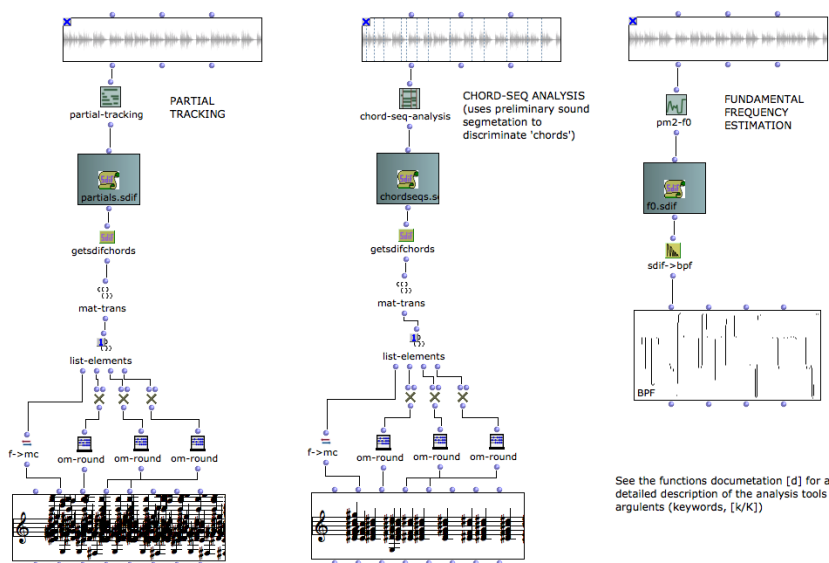 PARTIAL
TRACKING
partial-tracking
partials.sdif
getsdifchords
mat-trans
1
list-elements
f->mc
om-round
om-round
om-round
CHORD-SEQ ANALYSIS
(uses preliminary sound
segmetation to
discriminate 'chords')
chord-seq-analysis
chordseqs.s
getsdifchords
mat-trans
1
list-elements
f->mc
om-round
om-round
om-round
FUNDAMENTAL
FREQUENCY
ESTIMATION
pm2-f0
f0.sdif
sdif->bpf
BPF
See the functions documetation [d] for a
detailed description of the analysis tools
argulents (keywords, [k/K])